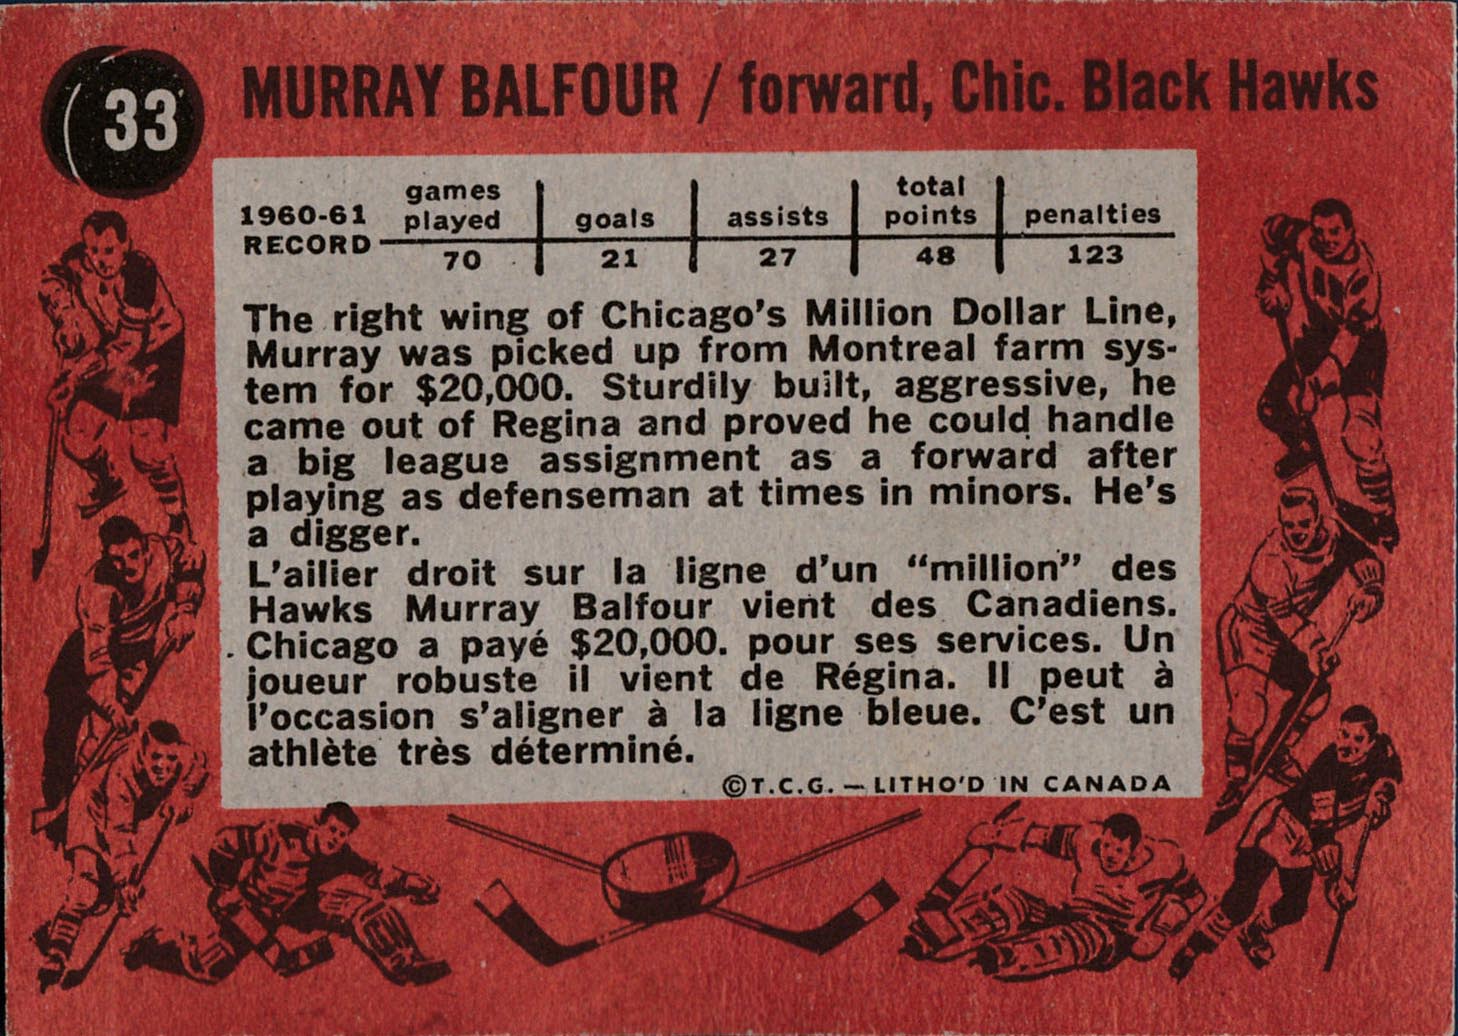 33
MURRAY BALFOUR / forward, Chic. Black Hawks
1960-61 RECORD
games played | goals | assists | total points | penalties
70 | 21 | 27 | 48 | 123
The right wing of Chicago's Million Dollar Line,
Murray was picked up from Montreal farm sys-
tem for $20,000. Sturdily built, aggressive, he
came out of Regina and proved he could handle
a big league assignment as a forward after
playing as defenseman at times in minors. He's
a digger.
L'ailier droit sur la ligne d'un "million" des
Hawks Murray Balfour vient des Canadiens.
Chicago a payé $20,000. pour ses services. Un
joueur robuste il vient de Régina. Il peut à
l'occasion s'aligner à la ligne bleue. C'est un
athlète très déterminé.
©T.C.G. — LITHO'D IN CANADA